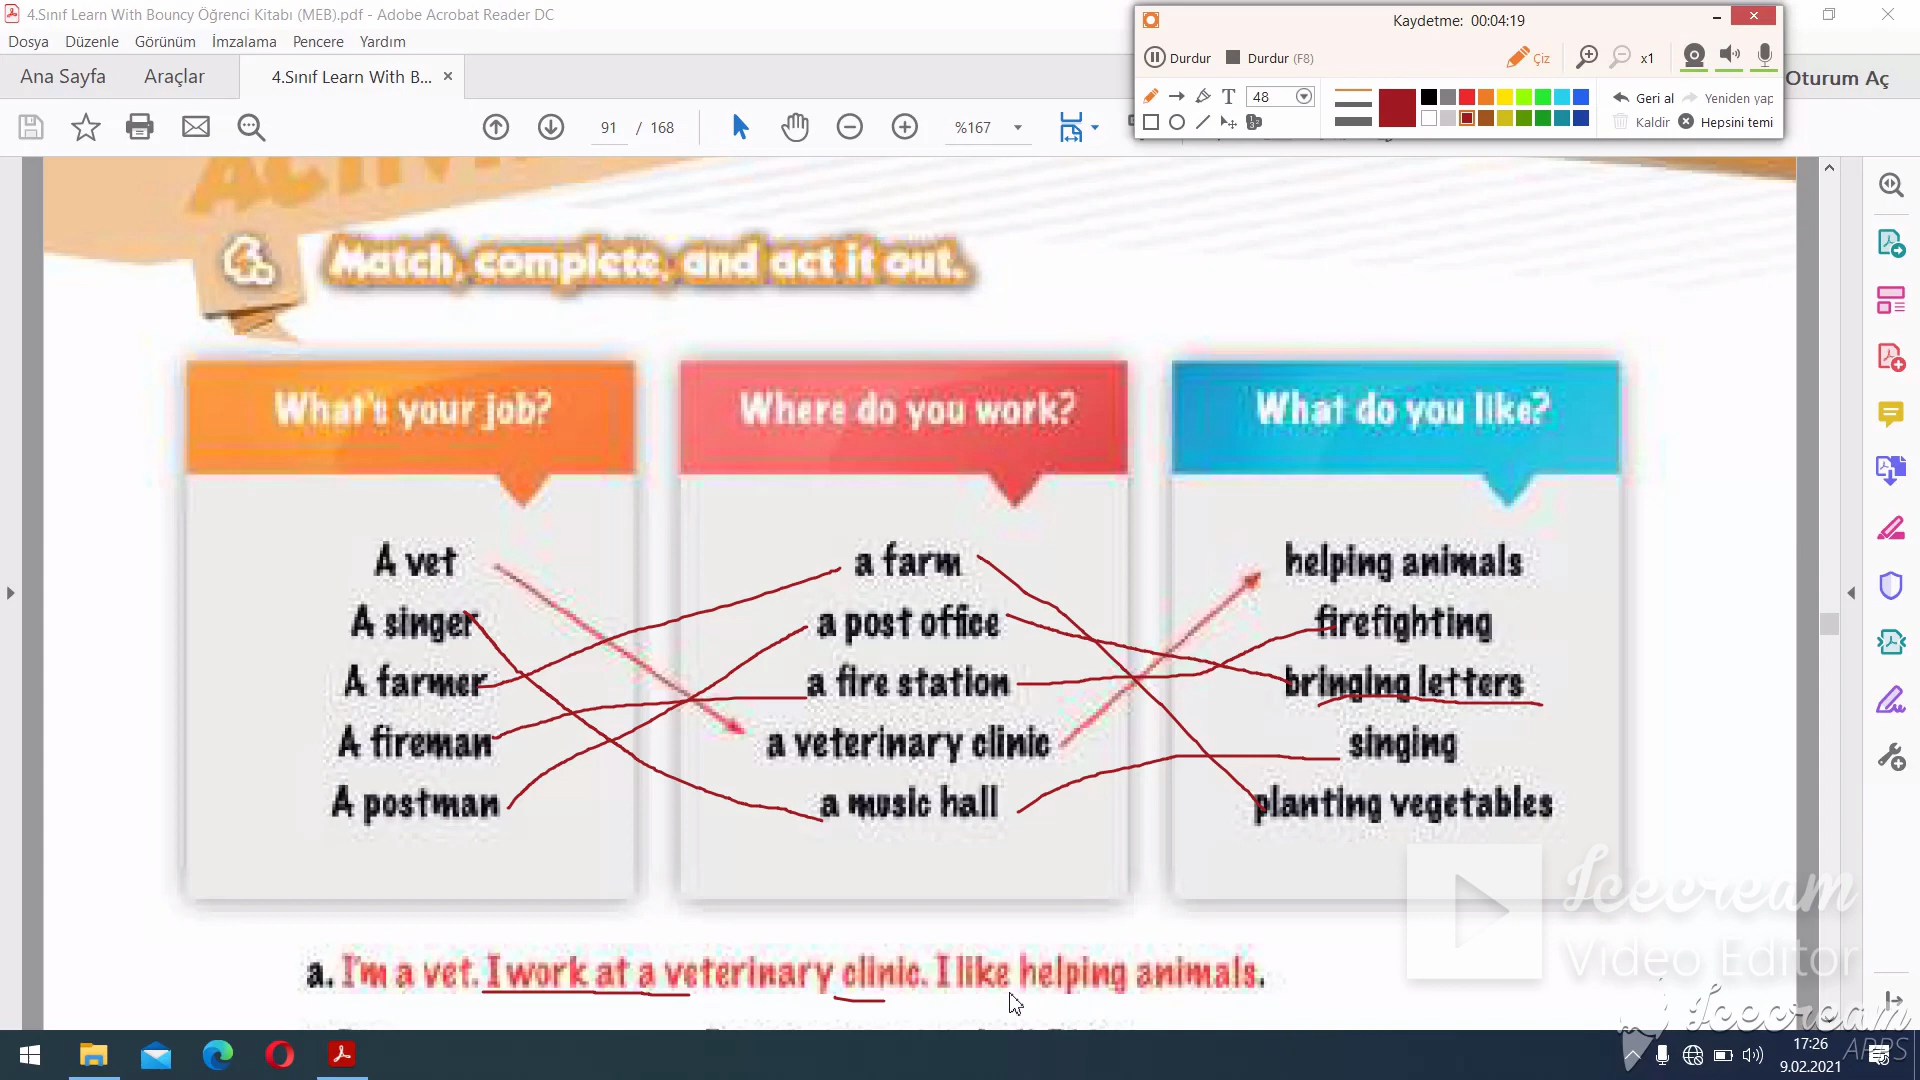 4.Sınıf Learn With Bouncy Öğrenci Kitabı (MEB).pdf - Adobe Acrobat Reader DC
Dosya Düzenle Görünüm İmzalama Pencere Yardım
Ana Sayfa Araçlar 4.Sınıf Learn With B... ×
Oturum Aç
91 / 168 %167
Kaydetme: 00:04:19
Durdur Durdur (F8) Çiz x1
T 48 Geri al Yeniden yap
Kaldir Hepsini temi
ACTIVI
4. Match, complete, and act it out.
What's your job?
A vet
A singer
A farmer
A fireman
A postman
Where do you work?
a farm
a post office
a fire station
a veterinary clinic
a music hall
What do you like?
helping animals
firefighting
bringing letters
singing
planting vegetables
a. I'm a vet. I work at a veterinary clinic. I like helping animals.
Icecream
Video Editor
Icecream
APPS
17:26
9.02.2021